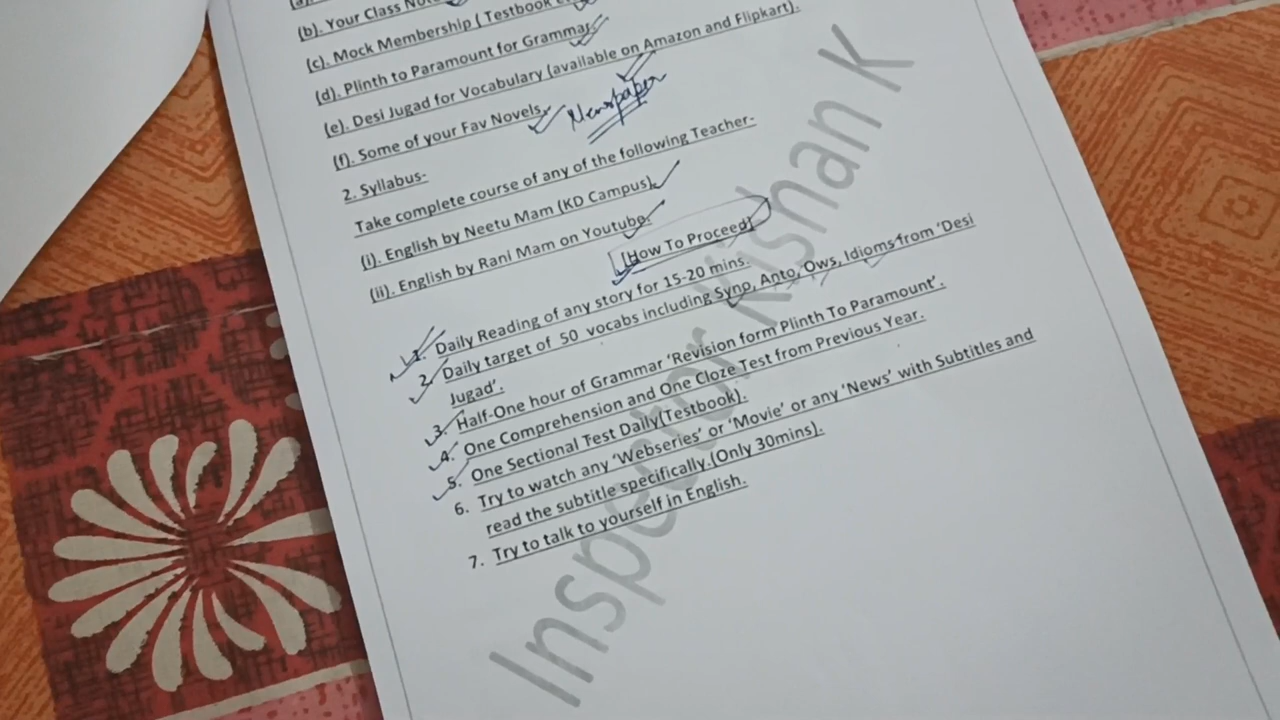 (b). Your Class
(c). Mock Membership ( Testbook
(d). Plinth to Paramount for Grammar.
(e). Desi Jugad for Vocabulary (available on Amazon and Flipkart).
(f). Some of your Fav Novels.
Newspaper
2. Syllabus-
Take complete course of any of the following Teacher-
(i). English by Neetu Mam (KD Campus).
(ii). English by Rani Mam on Youtube.
(How To Proceed)
1. Daily Reading of any story for 15-20 mins.
2. Daily target of 50 vocabs including Syno, Anto, Ows, Idioms from 'Desi
Jugad'.
3. Half-One hour of Grammar 'Revision form Plinth To Paramount'.
4. One Comprehension and One Cloze Test from Previous Year.
5. One Sectional Test Daily(Testbook).
6. Try to watch any 'Webseries' or 'Movie' or any 'News' with Subtitles and
read the subtitle specifically.(Only 30mins).
7. Try to talk to yourself in English.
Inspector Kishan K